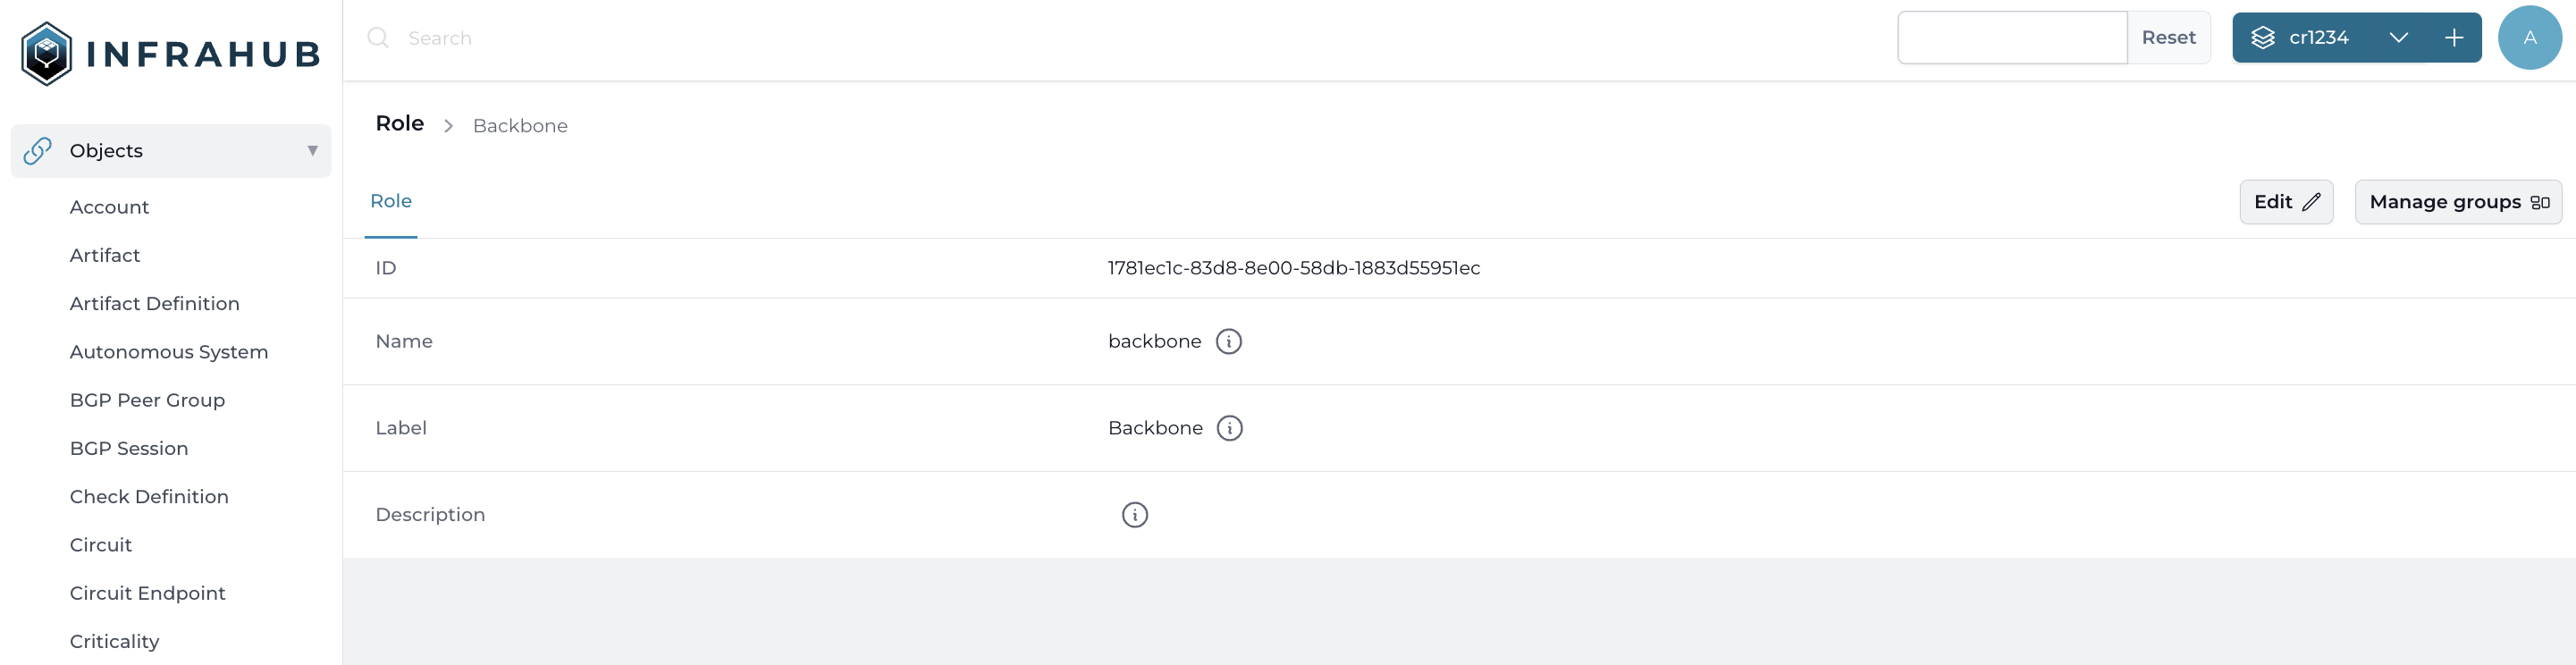 INFRAHUB
Search
Reset
cr1234
A
Objects
Account
Artifact
Artifact Definition
Autonomous System
BGP Peer Group
BGP Session
Check Definition
Circuit
Circuit Endpoint
Criticality
Role > Backbone
Role
Edit
Manage groups
ID 1781ec1c-83d8-8e00-58db-1883d55951ec
Name backbone
Label Backbone
Description